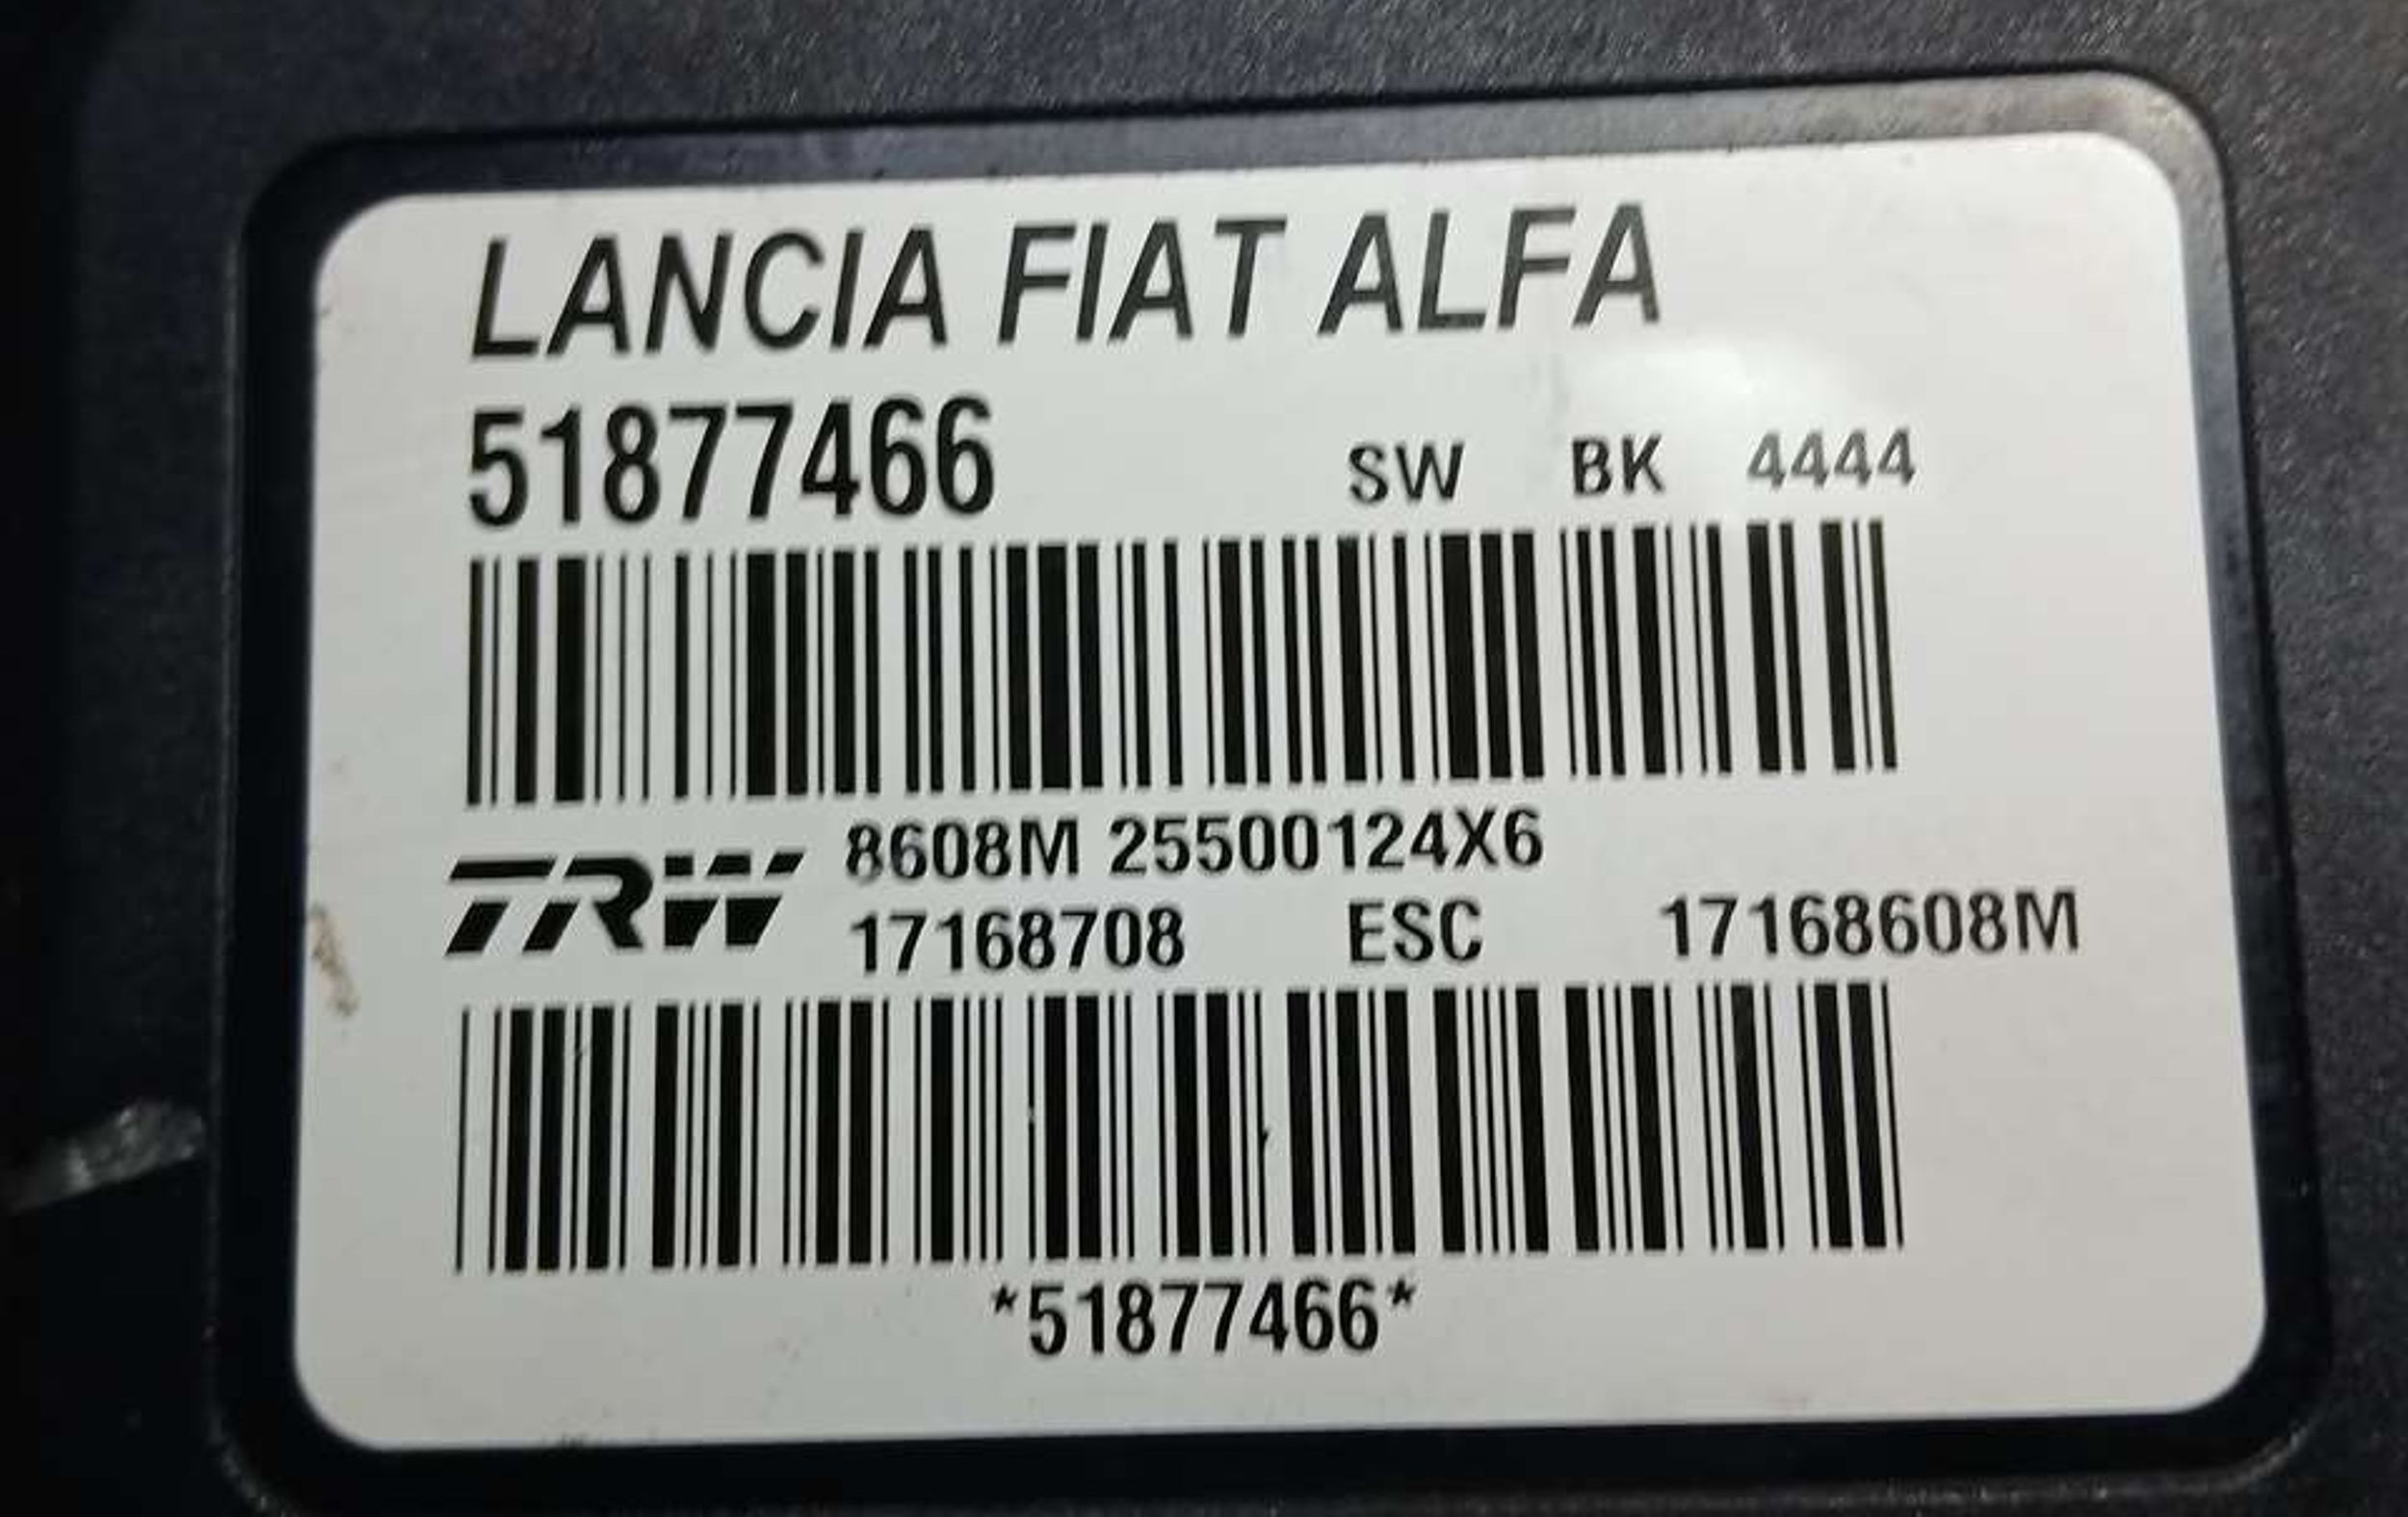 LANCIA FIAT ALFA
51877466 SW BK 4444
TRW 8608M 25500124X6
17168708 ESC 17168608M
*51877466*